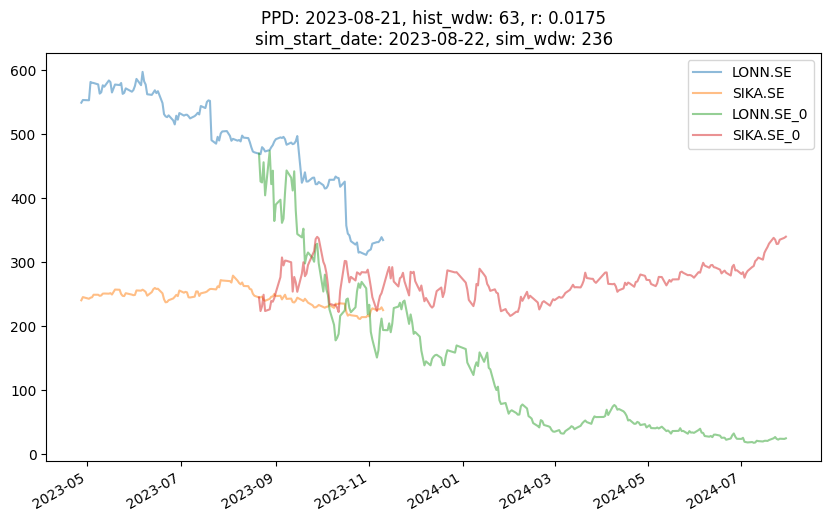 PPD: 2023-08-21, hist_wdw: 63, r: 0.0175
sim_start_date: 2023-08-22, sim_wdw: 236
LONN.SE
SIKA.SE
LONN.SE_0
SIKA.SE_0
600
500
400
300
200
100
0
2023-05
2023-07
2023-09
2023-11
2024-01
2024-03
2024-05
2024-07